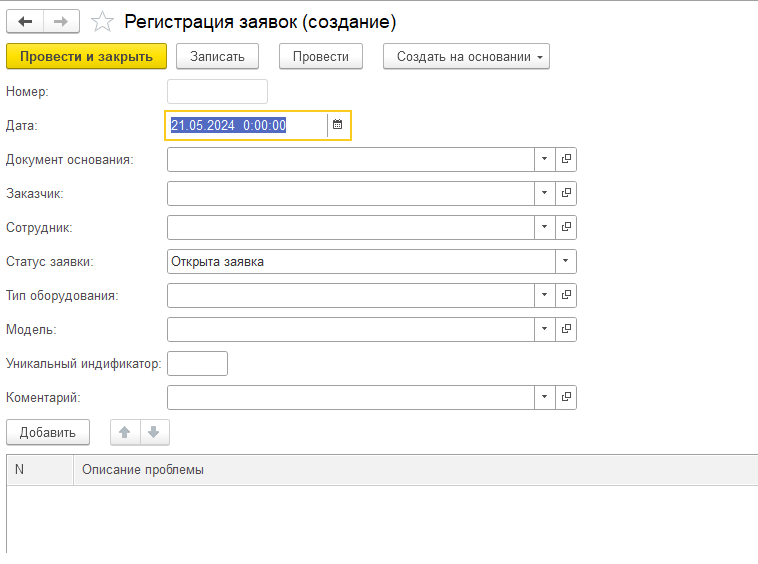 Регистрация заявок (создание)
Провести и закрыть Записать Провести Создать на основании
Номер:
Дата: 21.05.2024 0:00:00
Документ основания:
Заказчик:
Сотрудник:
Статус заявки: Открыта заявка
Тип оборудования:
Модель:
Уникальный индификатор:
Коментарий:
Добавить
N Описание проблемы